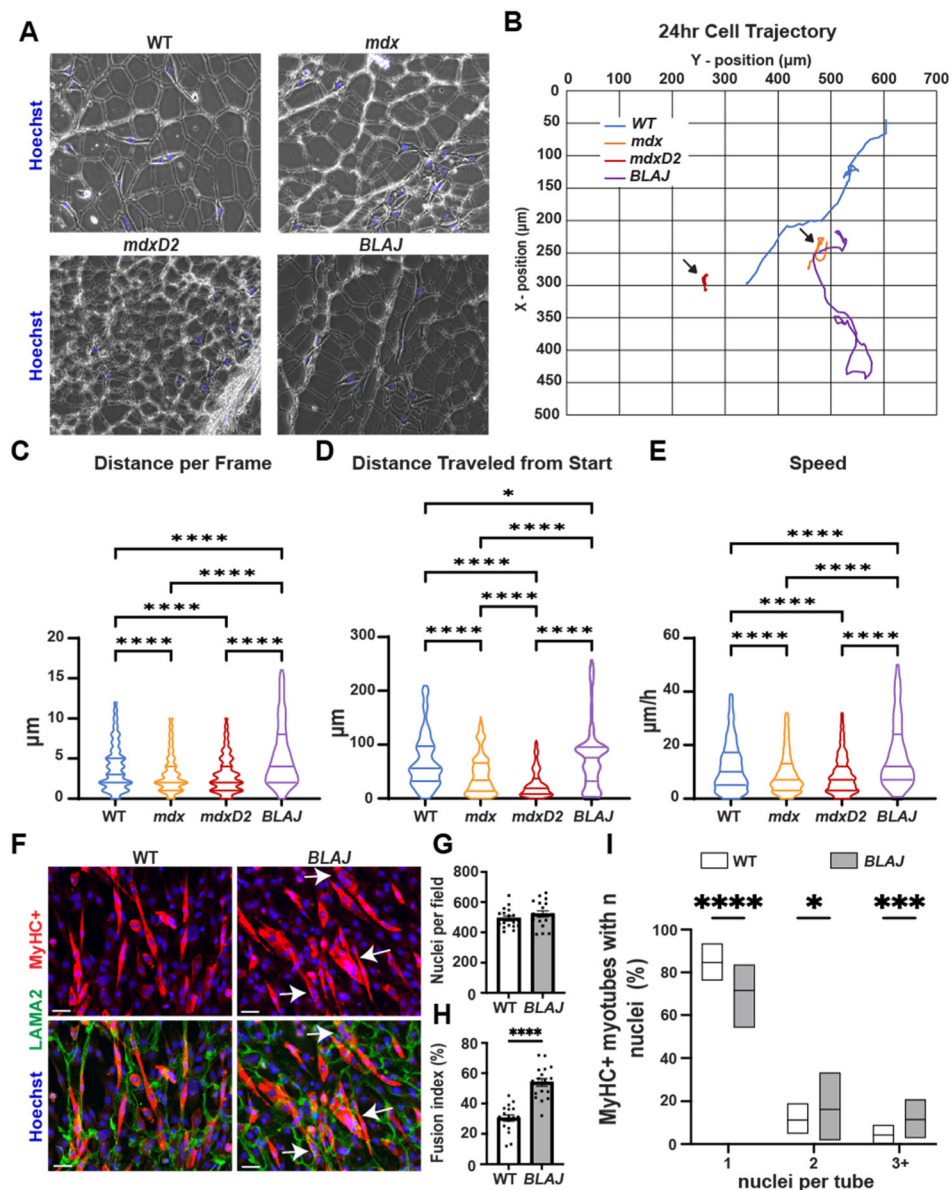 A
WT
mdx
Hoechst
mdxD2
BLAJ
Hoechst
B
24hr Cell Trajectory
Y - position (µm)
0 100 200 300 400 500 600 700
X - position (µm)
0
50
100
150
200
250
300
350
400
450
500
WT
mdx
mdxD2
BLAJ
C
Distance per Frame
****
****
****
**** ****
µm
20
15
10
5
0
WT mdx mdxD2 BLAJ
D
Distance Traveled from Start
*
****
****
****
**** ****
µm
300
200
100
0
WT mdx mdxD2 BLAJ
E
Speed
****
****
****
**** ****
µm/h
60
40
20
0
WT mdx mdxD2 BLAJ
F
WT BLAJ
Hoechst LAMA2 MyHC+
G
Nuclei per field
800
600
400
200
0
WT BLAJ
H
****
Fusion index (%)
80
60
40
20
0
WT BLAJ
I
WT BLAJ
**** * ***
MyHC+ myotubes with n
nuclei (%)
100
80
60
40
20
0
1 2 3+
nuclei per tube